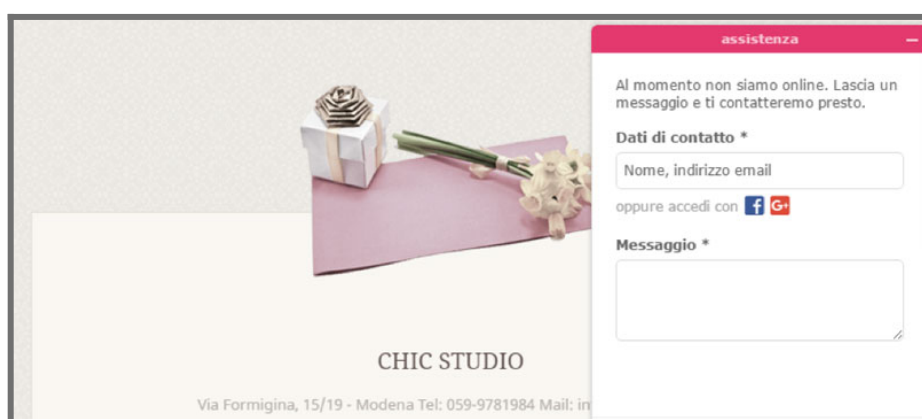 assistenza
Al momento non siamo online. Lascia un
messaggio e ti contatteremo presto.
Dati di contatto *
Nome, indirizzo email
oppure accedi con f G+
Messaggio *
CHIC STUDIO
Via Formigina, 15/19 - Modena Tel: 059-9781984 Mail: in